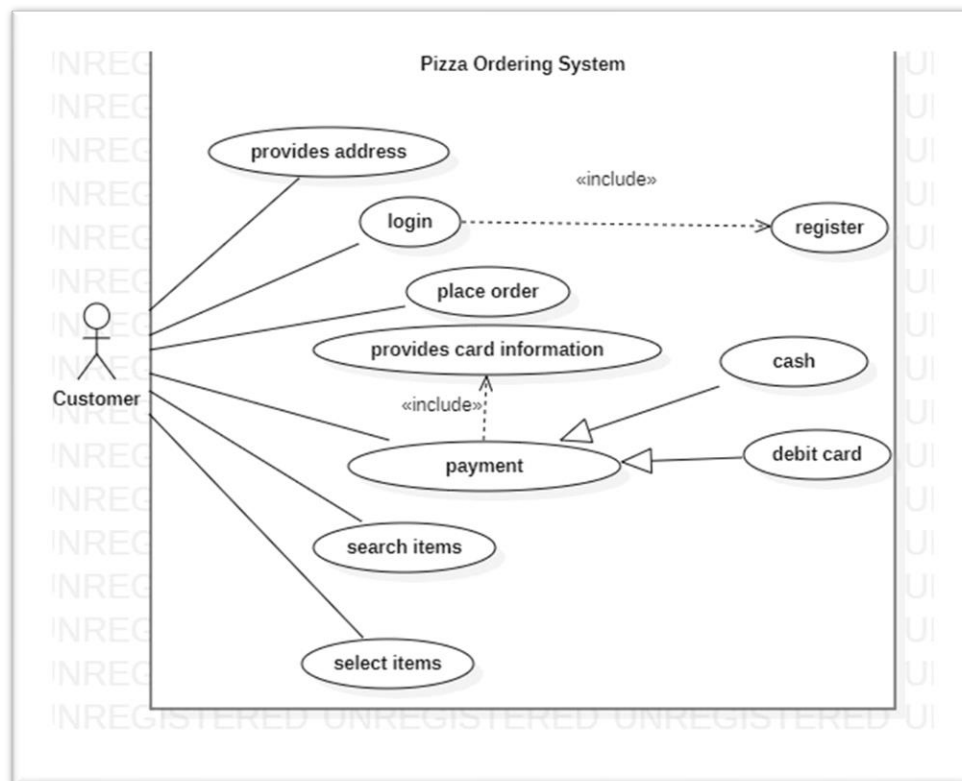 Pizza Ordering System
provides address
«include»
login
register
place order
provides card information
cash
«include»
Customer
debit card
payment
search items
select items
UNREGISTERED UNREGISTERED UNREGISTERED UI